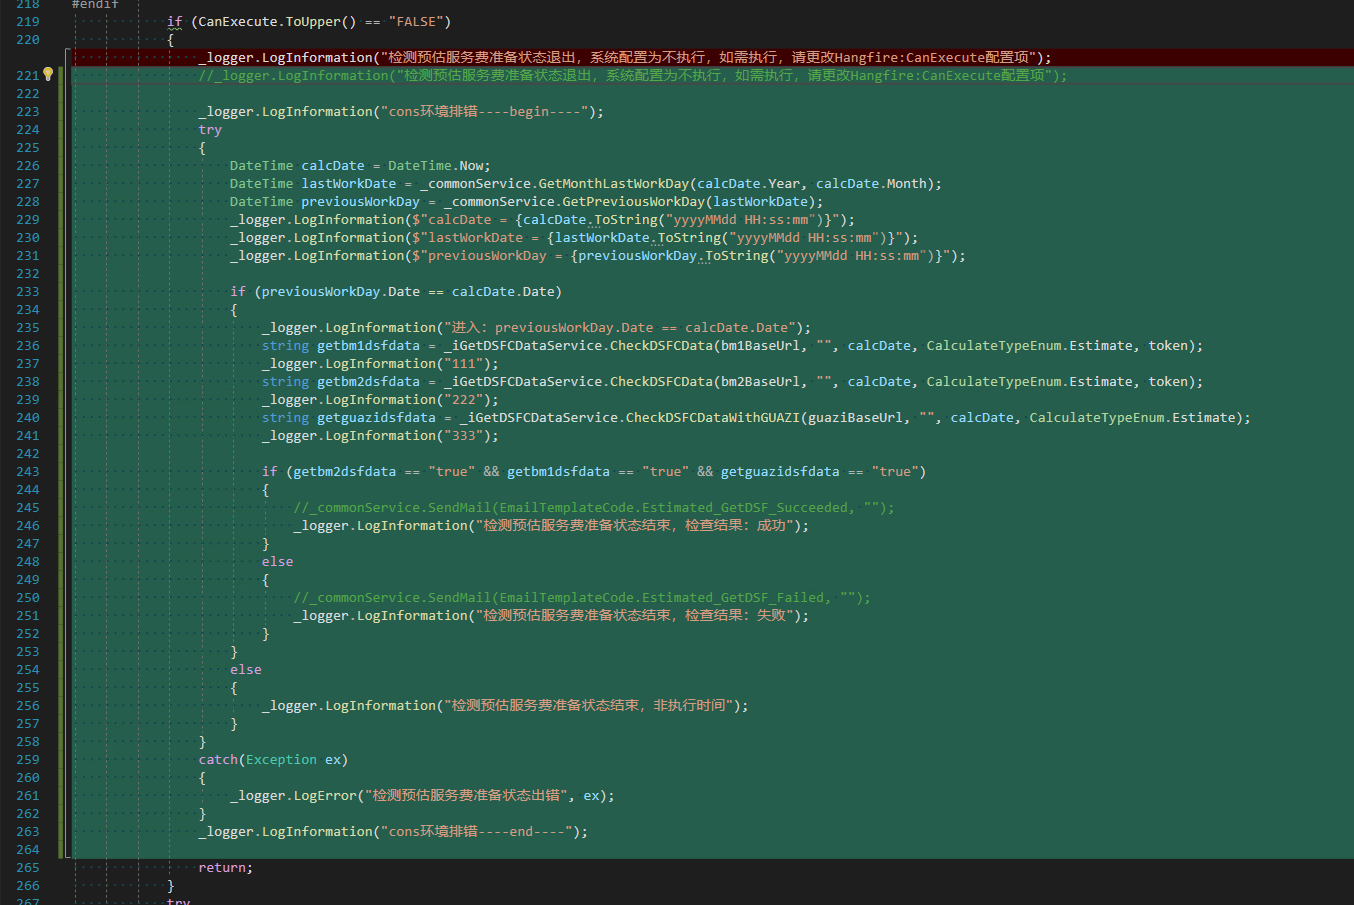 218 #endif
219 if (CanExecute.ToUpper() == "FALSE")
220 {
_logger.LogInformation("检测预估服务费准备状态退出，系统配置为不执行，如需执行，请更改Hangfire:CanExecute配置项");
221 //_logger.LogInformation("检测预估服务费准备状态退出，系统配置为不执行，如需执行，请更改Hangfire:CanExecute配置项");
222
223 _logger.LogInformation("cons环境排错----begin----");
224 try
225 {
226 DateTime calcDate = DateTime.Now;
227 DateTime lastWorkDate = _commonService.GetMonthLastWorkDay(calcDate.Year, calcDate.Month);
228 DateTime previousWorkDay = _commonService.GetPreviousWorkDay(lastWorkDate);
229 _logger.LogInformation($"calcDate = {calcDate.ToString("yyyyMMdd HH:ss:mm")}");
230 _logger.LogInformation($"lastWorkDate = {lastWorkDate.ToString("yyyyMMdd HH:ss:mm")}");
231 _logger.LogInformation($"previousWorkDay = {previousWorkDay.ToString("yyyyMMdd HH:ss:mm")}");
232
233 if (previousWorkDay.Date == calcDate.Date)
234 {
235 _logger.LogInformation("进入：previousWorkDay.Date == calcDate.Date");
236 string getbm1dsfdata = _iGetDSFCDataService.CheckDSFCData(bm1BaseUrl, "", calcDate, CalculateTypeEnum.Estimate, token);
237 _logger.LogInformation("111");
238 string getbm2dsfdata = _iGetDSFCDataService.CheckDSFCData(bm2BaseUrl, "", calcDate, CalculateTypeEnum.Estimate, token);
239 _logger.LogInformation("222");
240 string getguazidsfdata = _iGetDSFCDataService.CheckDSFCDataWithGUAZI(guaziBaseUrl, "", calcDate, CalculateTypeEnum.Estimate);
241 _logger.LogInformation("333");
242
243 if (getbm2dsfdata == "true" && getbm1dsfdata == "true" && getguazidsfdata == "true")
244 {
245 //_commonService.SendMail(EmailTemplateCode.Estimated_GetDSF_Succeeded, "");
246 _logger.LogInformation("检测预估服务费准备状态结束，检查结果：成功");
247 }
248 else
249 {
250 //_commonService.SendMail(EmailTemplateCode.Estimated_GetDSF_Failed, "");
251 _logger.LogInformation("检测预估服务费准备状态结束，检查结果：失败");
252 }
253 }
254 else
255 {
256 _logger.LogInformation("检测预估服务费准备状态结束，非执行时间");
257 }
258 }
259 catch(Exception ex)
260 {
261 _logger.LogError("检测预估服务费准备状态出错", ex);
262 }
263 _logger.LogInformation("cons环境排错----end----");
264
265 return;
266 }
267 try